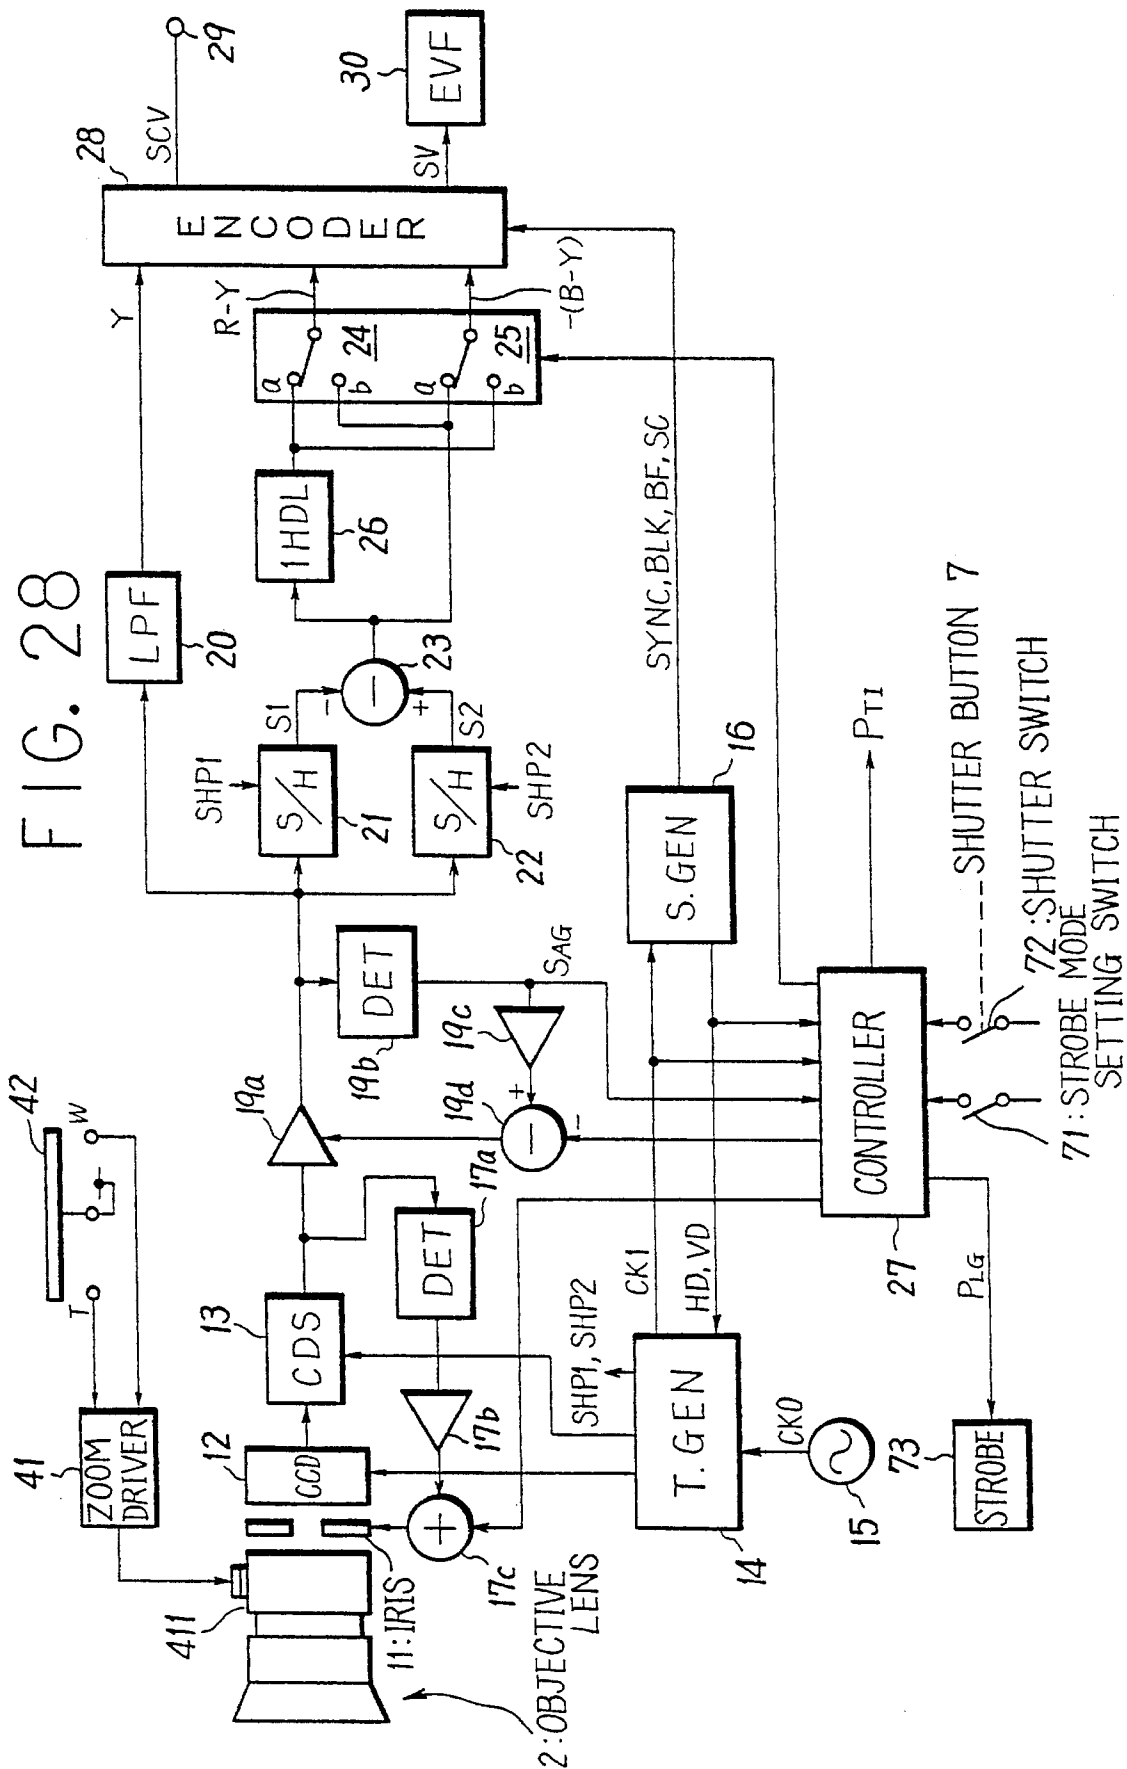 FIG. 28
42
T
W
41
ZOOM
DRIVER
411
2:OBJECTIVE
LENS
11:IRIS
12
CCD
13
CDS
19a
DET
19b
SAG
19c
19d
+
−
−
DET
17a
17b
+
17c
LPF
20
Y
SHP1
S/H
21
S1
S/H
22
S2
SHP2
−
+
−
23
1HDL
26
a
b
24
a
b
25
R-Y
-(B-Y)
ENCODER
28
SCV
29
SV
EVF
30
SYNC,BLK,BF,SC
S.GEN
16
CK1
HD,VD
SHP1,SHP2
T.GEN
14
CK0
15
CONTROLLER
27
PT1
PLG
STROBE
73
SHUTTER BUTTON 7
72:SHUTTER SWITCH
71:STROBE MODE
SETTING SWITCH